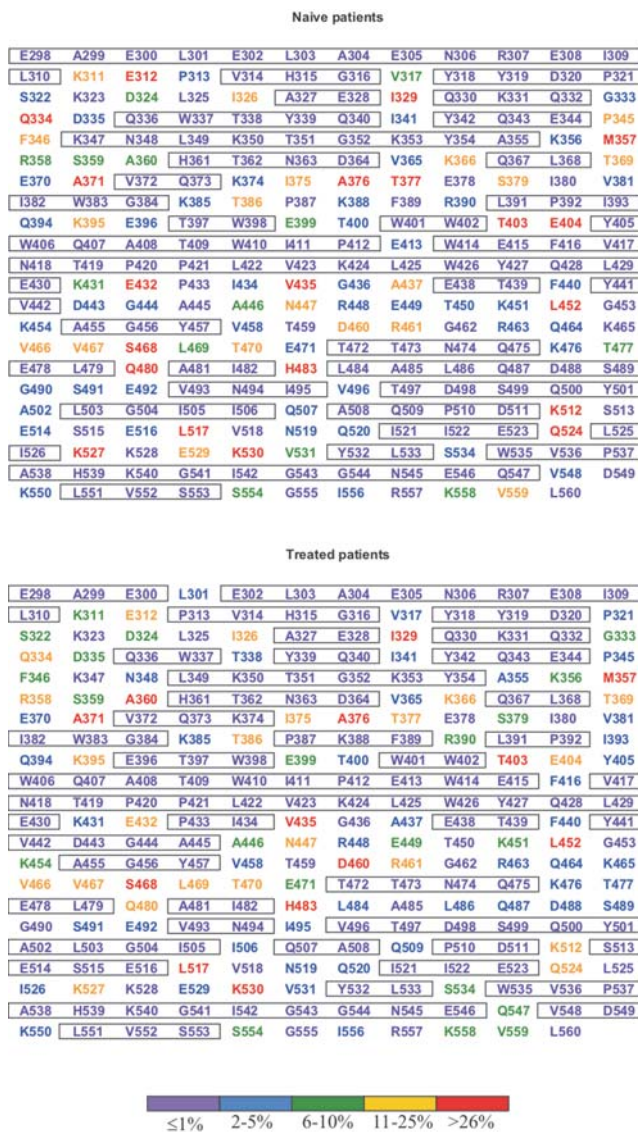 Naive patients
E298 A299 E300 L301 E302 L303 A304 E305 N306 R307 E308 I309
L310 K311 E312 P313 V314 H315 G316 V317 Y318 Y319 D320 P321
S322 K323 D324 L325 I326 A327 E328 I329 Q330 K331 Q332 G333
Q334 D335 Q336 W337 T338 Y339 Q340 I341 Y342 Q343 E344 P345
F346 K347 N348 L349 K350 T351 G352 K353 Y354 A355 K356 M357
R358 S359 A360 H361 T362 N363 D364 V365 K366 Q367 L368 T369
E370 A371 V372 Q373 K374 I375 A376 T377 E378 S379 I380 V381
I382 W383 G384 K385 T386 P387 K388 F389 R390 L391 P392 I393
Q394 K395 E396 T397 W398 E399 T400 W401 W402 T403 E404 Y405
W406 Q407 A408 T409 W410 I411 P412 E413 W414 E415 F416 V417
N418 T419 P420 P421 L422 V423 K424 L425 W426 Y427 Q428 L429
E430 K431 E432 P433 I434 V435 G436 A437 E438 T439 F440 Y441
V442 D443 G444 A445 A446 N447 R448 E449 T450 K451 L452 G453
K454 A455 G456 Y457 V458 T459 D460 R461 G462 R463 Q464 K465
V466 V467 S468 L469 T470 E471 T472 T473 N474 Q475 K476 T477
E478 L479 Q480 A481 I482 H483 L484 A485 L486 Q487 D488 S489
G490 S491 E492 V493 N494 I495 V496 T497 D498 S499 Q500 Y501
A502 L503 G504 I505 I506 Q507 A508 Q509 P510 D511 K512 S513
E514 S515 E516 L517 V518 N519 Q520 I521 I522 E523 Q524 L525
I526 K527 K528 E529 K530 V531 Y532 L533 S534 W535 V536 P537
A538 H539 K540 G541 I542 G543 G544 N545 E546 Q547 V548 D549
K550 L551 V552 S553 S554 G555 I556 R557 K558 V559 L560
Treated patients
E298 A299 E300 L301 E302 L303 A304 E305 N306 R307 E308 I309
L310 K311 E312 P313 V314 H315 G316 V317 Y318 Y319 D320 P321
S322 K323 D324 L325 I326 A327 E328 I329 Q330 K331 Q332 G333
Q334 D335 Q336 W337 T338 Y339 Q340 I341 Y342 Q343 E344 P345
F346 K347 N348 L349 K350 T351 G352 K353 Y354 A355 K356 M357
R358 S359 A360 H361 T362 N363 D364 V365 K366 Q367 L368 T369
E370 A371 V372 Q373 K374 I375 A376 T377 E378 S379 I380 V381
I382 W383 G384 K385 T386 P387 K388 F389 R390 L391 P392 I393
Q394 K395 E396 T397 W398 E399 T400 W401 W402 T403 E404 Y405
W406 Q407 A408 T409 W410 I411 P412 E413 W414 E415 F416 V417
N418 T419 P420 P421 L422 V423 K424 L425 W426 Y427 Q428 L429
E430 K431 E432 P433 I434 V435 G436 A437 E438 T439 F440 Y441
V442 D443 G444 A445 A446 N447 R448 E449 T450 K451 L452 G453
K454 A455 G456 Y457 V458 T459 D460 R461 G462 R463 Q464 K465
V466 V467 S468 L469 T470 E471 T472 T473 N474 Q475 K476 T477
E478 L479 Q480 A481 I482 H483 L484 A485 L486 Q487 D488 S489
G490 S491 E492 V493 N494 I495 V496 T497 D498 S499 Q500 Y501
A502 L503 G504 I505 I506 Q507 A508 Q509 P510 D511 K512 S513
E514 S515 E516 L517 V518 N519 Q520 I521 I522 E523 Q524 L525
I526 K527 K528 E529 K530 V531 Y532 L533 S534 W535 V536 P537
A538 H539 K540 G541 I542 G543 G544 N545 E546 Q547 V548 D549
K550 L551 V552 S553 S554 G555 I556 R557 K558 V559 L560
≤1% 2-5% 6-10% 11-25% >26%